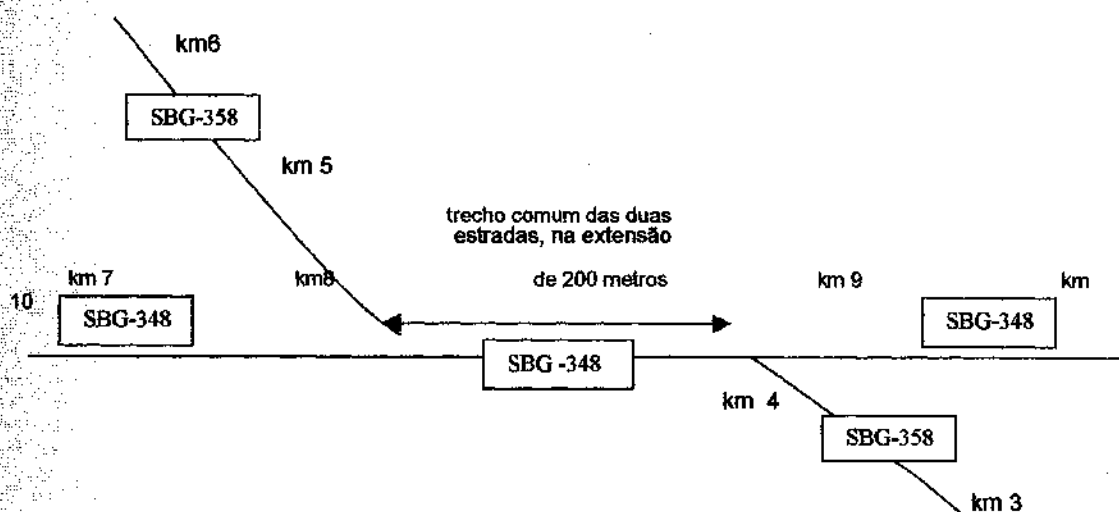 km6
SBG-358
km 5
trecho comum das duas
estradas, na extensão
km 7
km8
de 200 metros
km 9
km
10
SBG-348
SBG-348
SBG -348
km 4
SBG-358
km 3